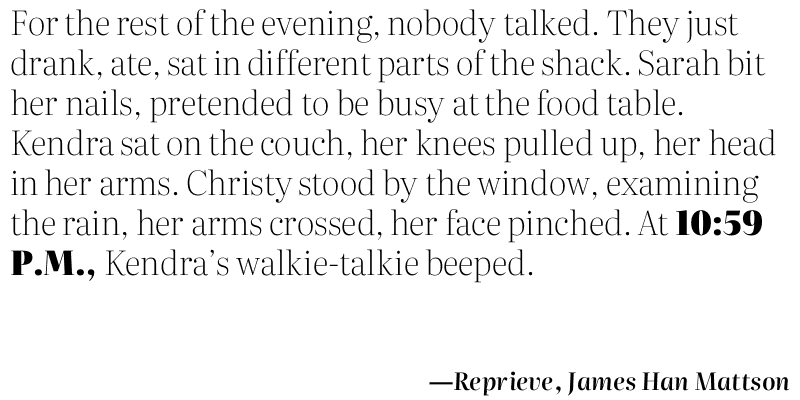 For the rest of the evening, nobody talked. They just
drank, ate, sat in different parts of the shack. Sarah bit
her nails, pretended to be busy at the food table.
Kendra sat on the couch, her knees pulled up, her head
in her arms. Christy stood by the window, examining
the rain, her arms crossed, her face pinched. At 10:59
P.M., Kendra’s walkie-talkie beeped.
—Reprieve, James Han Mattson